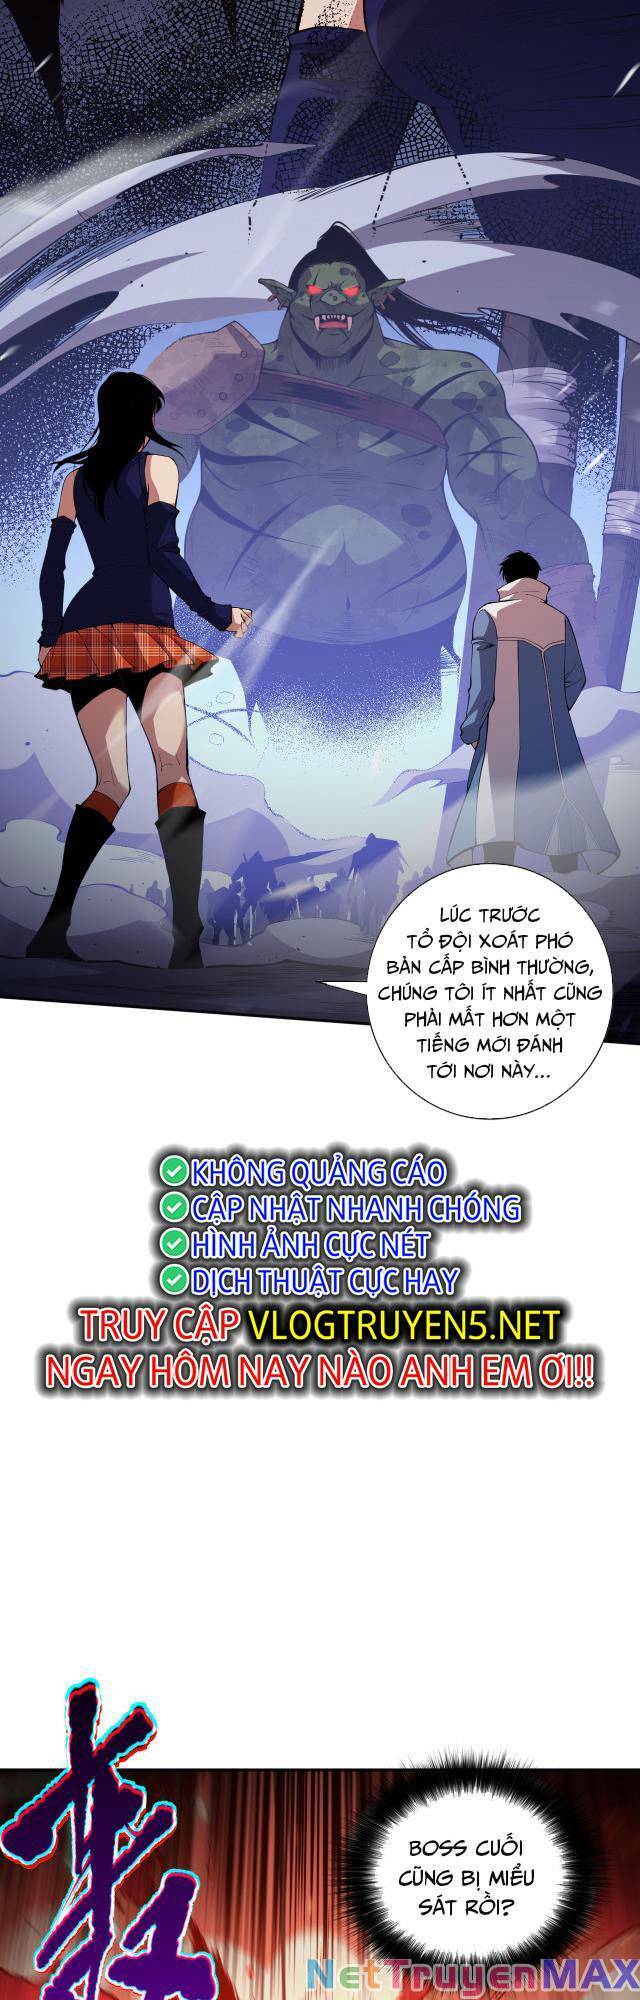 LÚC TRƯỚC
TỔ ĐỘI XOÁT PHÓ
BẢN CẤP BÌNH THƯỜNG,
CHÚNG TÔI ÍT NHẤT CŨNG
PHẢI MẤT HƠN MỘT
TIẾNG MỚI ĐÁNH
TỚI NƠI NÀY...
KHÔNG QUẢNG CÁO
CẬP NHẬT NHANH CHÓNG
HÌNH ẢNH CỰC NÉT
DỊCH THUẬT CỰC HAY
TRUY CẬP VLOGTRUYEN5.NET
NGAY HÔM NAY NÀO ANH EM ƠI!!
BOSS CUỐI
CŨNG BỊ MIỂU
SÁT RỒI?
NetTruyenMAX